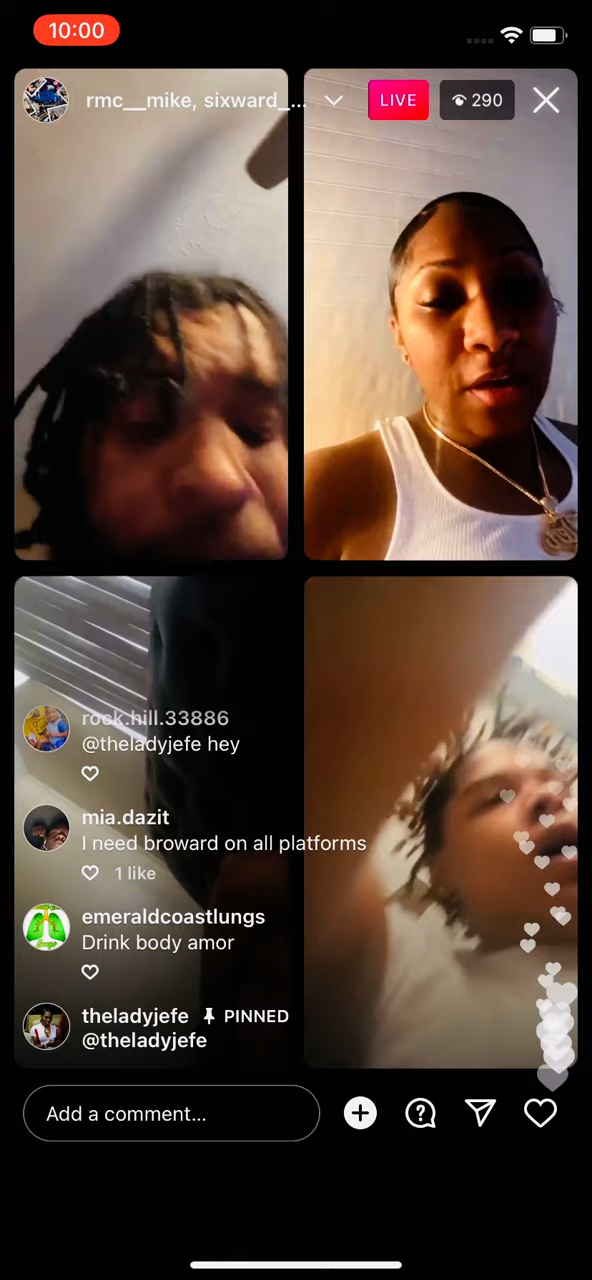 10:00
rmc__mike, sixward_...
LIVE
290
rock.hill.33886
@theladyjefe hey
mia.dazit
I need broward on all platforms
1 like
emeraldcoastlungs
Drink body amor
theladyjefe PINNED
@theladyjefe
Add a comment...